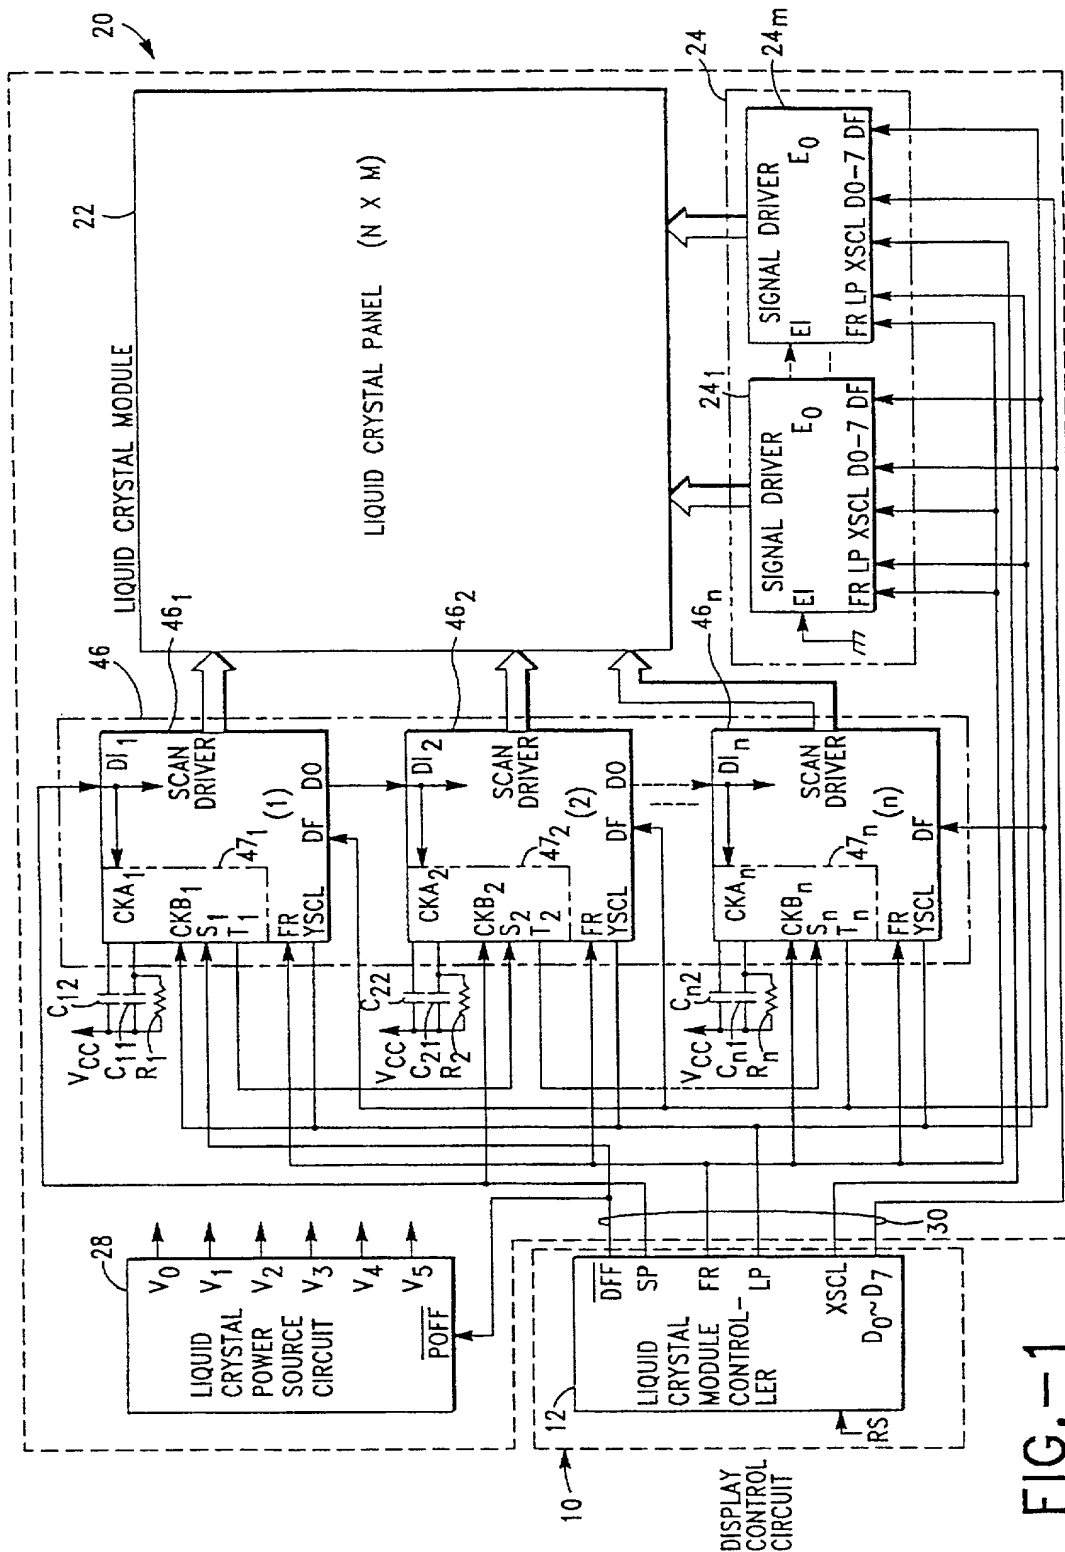 20
LIQUID CRYSTAL MODULE
22
LIQUID CRYSTAL PANEL (N X M)
28
LIQUID
CRYSTAL
POWER
SOURCE
CIRCUIT
V0
V1
V2
V3
V4
V5
POFF
46
46₁
DI₁
CKA₁
SCAN
DRIVER
(1)
47₁
CKB₁
S₁
T₁
FR
YSCL
DF
DO
VCC
C12
C11
R1
46₂
DI₂
CKA₂
SCAN
DRIVER
(2)
47₂
CKB₂
S₂
T₂
FR
YSCL
DF
DO
VCC
C22
C21
R2
46n
DIn
CKAn
SCAN
DRIVER
(n)
47n
CKBn
Sn
Tn
FR
YSCL
DF
VCC
Cn2
Cn1
Rn
24
24₁
SIGNAL DRIVER
EI
E0
FR LP XSCL DO-7 DF
24m
SIGNAL DRIVER
EI
E0
FR LP XSCL DO-7 DF
10
DISPLAY
CONTROL
CIRCUIT
12
LIQUID
CRYSTAL
MODULE
CONTROL-
LER
RS
DFF
SP
FR
LP
XSCL
D0~D7
30
FIG.-1